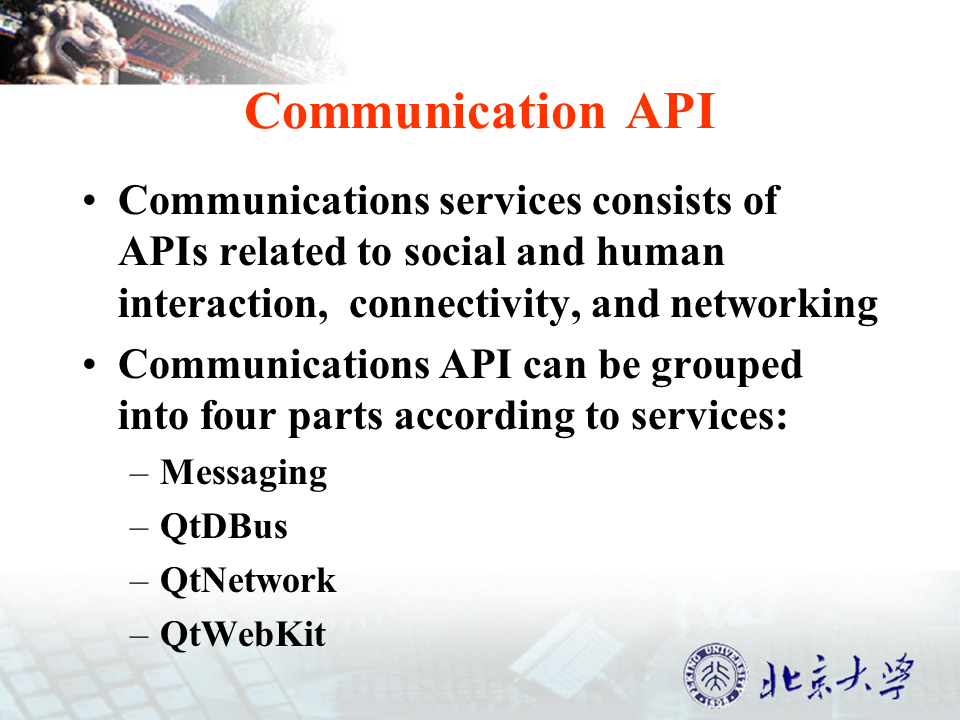 Communication API
• Communications services consists of
APIs related to social and human
interaction, connectivity, and networking
• Communications API can be grouped
into four parts according to services:
– Messaging
– QtDBus
– QtNetwork
– QtWebKit
PEKING UNIVERSITY
1898
北京大学